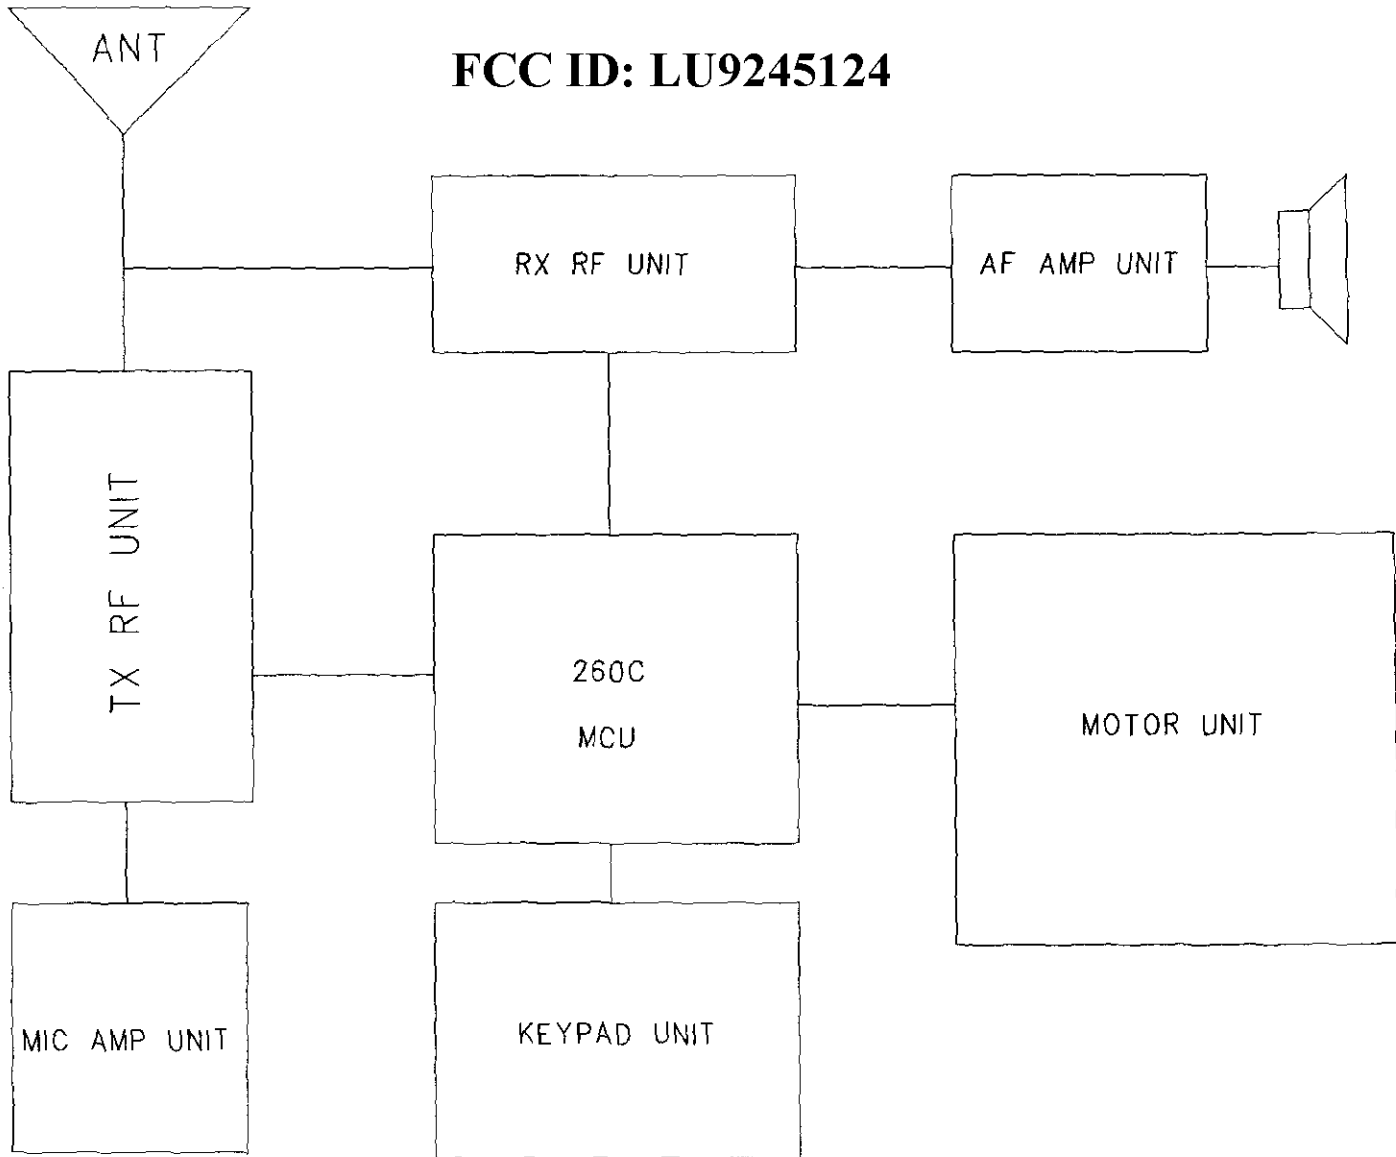 ANT
FCC ID: LU9245124
RX RF UNIT
AF AMP UNIT
TX RF UNIT
260C
MCU
MOTOR UNIT
MIC AMP UNIT
KEYPAD UNIT